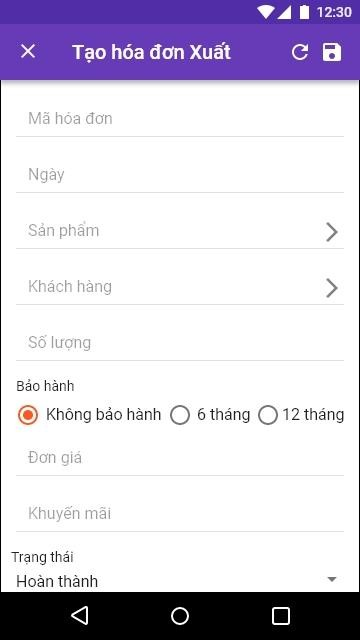 12:30
Tạo hóa đơn Xuất
Mã hóa đơn
Ngày
Sản phẩm
Khách hàng
Số lượng
Bảo hành
Không bảo hành 6 tháng 12 tháng
Đơn giá
Khuyến mãi
Trạng thái
Hoàn thành